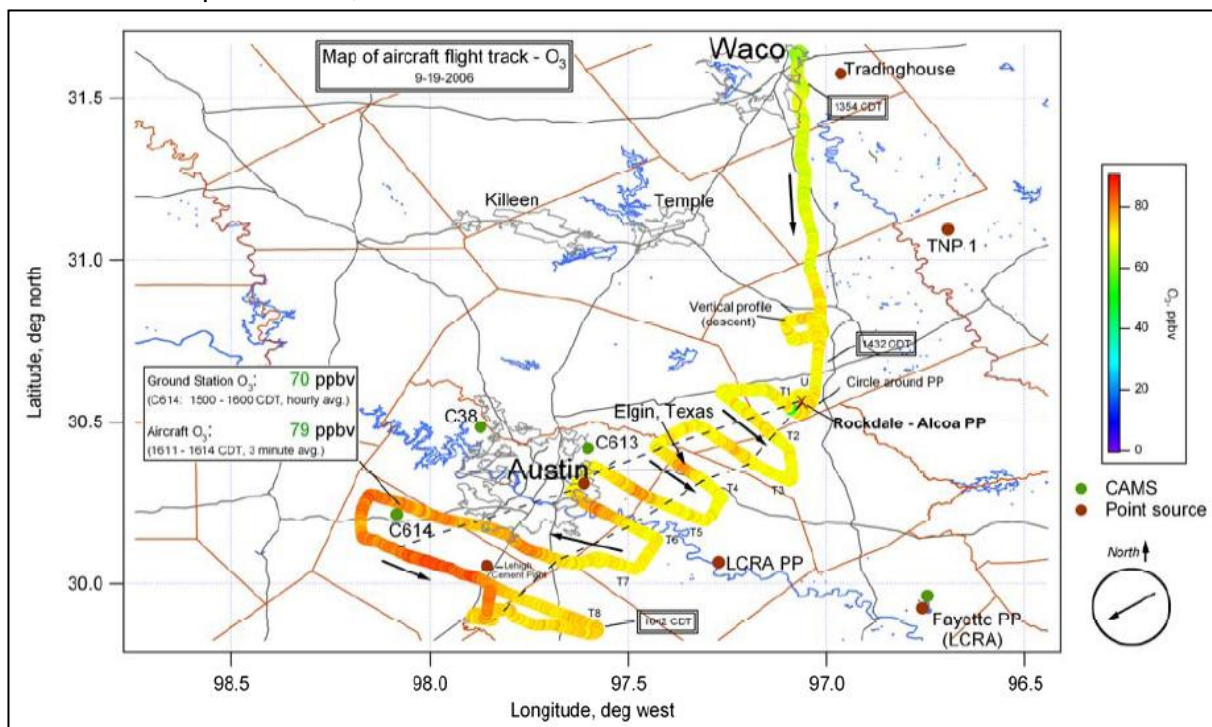 Map of aircraft flight track - O3
9-19-2006
Waco
Tradinghouse
1354 CDT
31.5
Killeen
Temple
TNP 1
31.0
Latitude, deg north
Vertical profile
(descent)
1432 CDT
Ground Station O3: 70 ppbv
(C614: 1500 - 1600 CDT, hourly avg.)
Aircraft O3: 79 ppbv
(1611 - 1614 CDT, 3 minute avg.)
T1
U
Circle around PP
30.5
C38
Elgin, Texas
Rockdale - Alcoa PP
C613
T2
Austin
T3
T4
C614
T5
T6
30.0
Lehigh
Cement Plant
T7
LCRA PP
T8
CDT
Fayette PP
(LCRA)
98.5
98.0
97.5
97.0
96.5
Longitude, deg west
80
60
40
20
0
O3, ppbv
CAMS
Point source
North